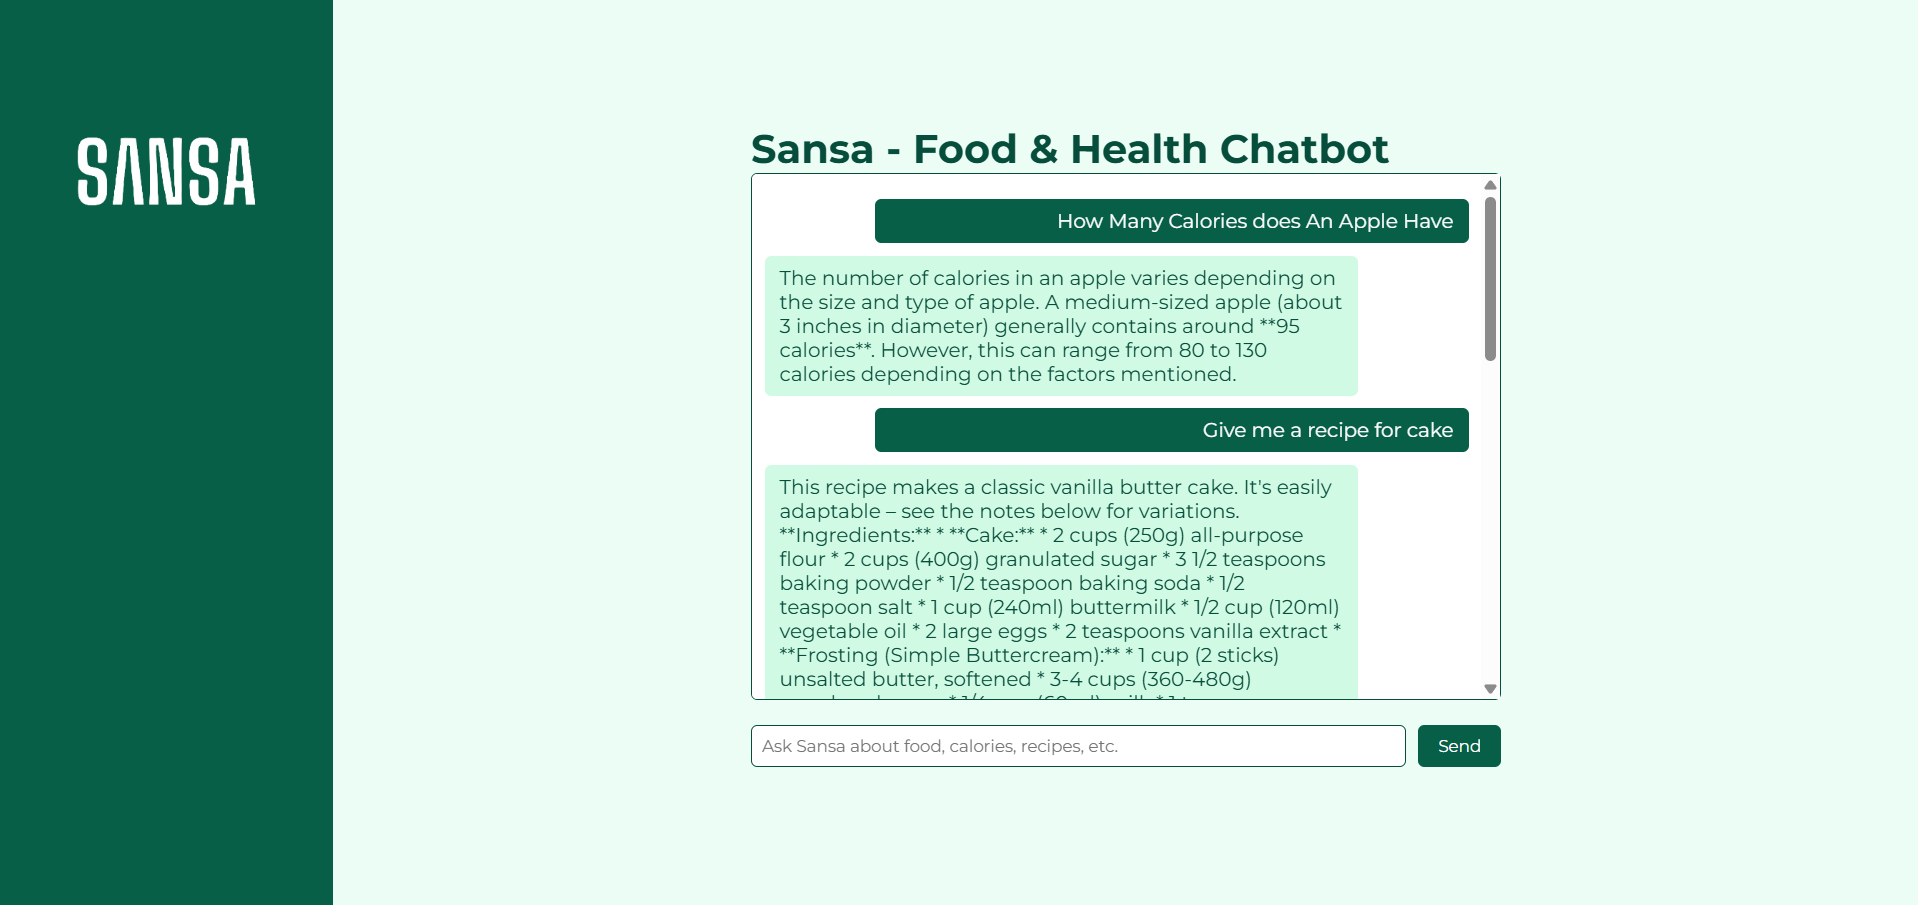 SANSA
Sansa - Food & Health Chatbot
How Many Calories does An Apple Have
The number of calories in an apple varies depending on
the size and type of apple. A medium-sized apple (about
3 inches in diameter) generally contains around **95
calories**. However, this can range from 80 to 130
calories depending on the factors mentioned.
Give me a recipe for cake
This recipe makes a classic vanilla butter cake. It's easily
adaptable – see the notes below for variations.
**Ingredients:** * **Cake:** * 2 cups (250g) all-purpose
flour * 2 cups (400g) granulated sugar * 3 1/2 teaspoons
baking powder * 1/2 teaspoon baking soda * 1/2
teaspoon salt * 1 cup (240ml) buttermilk * 1/2 cup (120ml)
vegetable oil * 2 large eggs * 2 teaspoons vanilla extract *
**Frosting (Simple Buttercream):** * 1 cup (2 sticks)
unsalted butter, softened * 3-4 cups (360-480g)
Ask Sansa about food, calories, recipes, etc.
Send